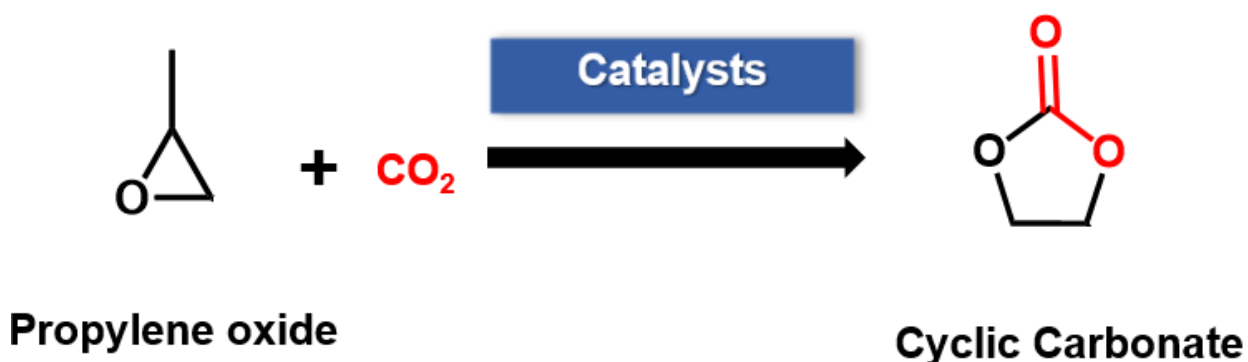 Catalysts
O
O
O
O
+
CO₂
Propylene oxide
Cyclic Carbonate